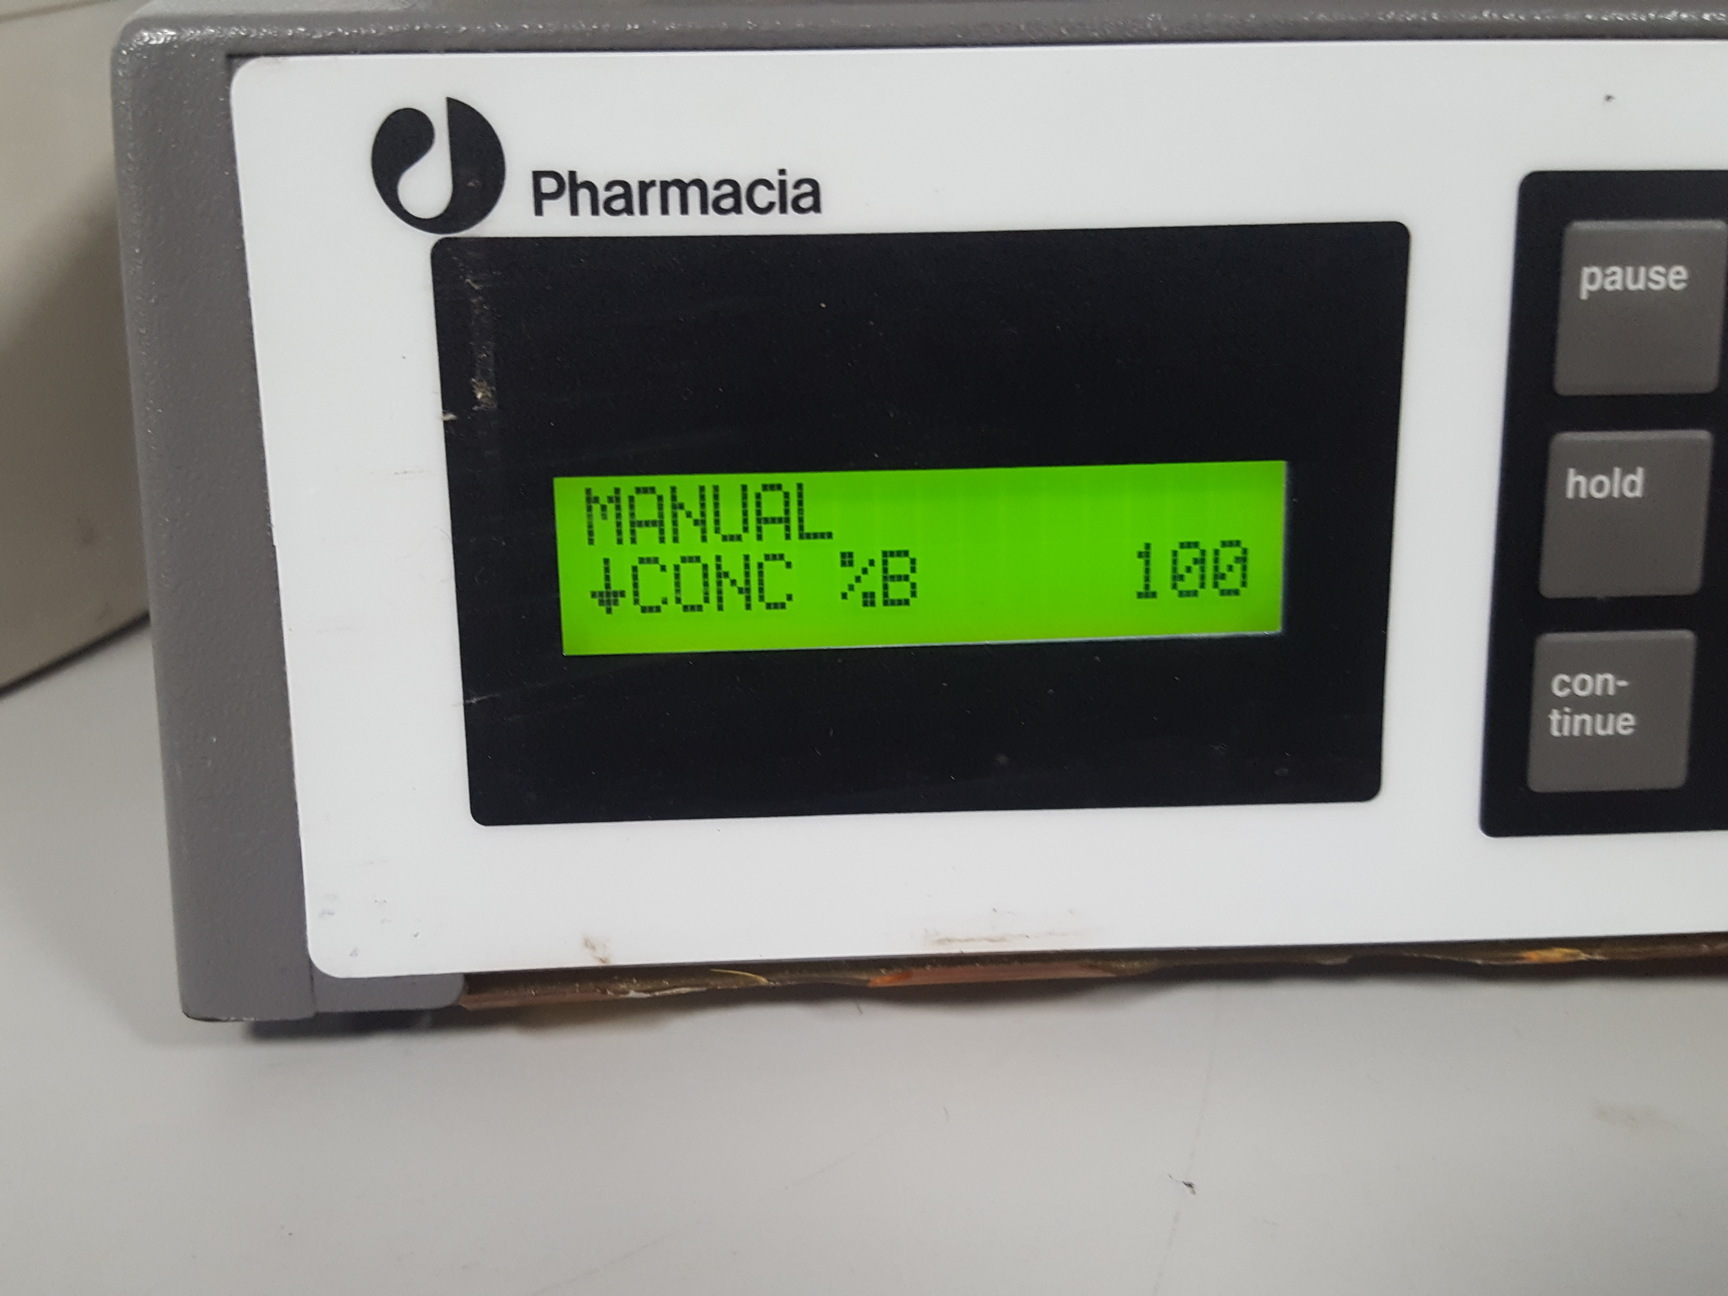 Pharmacia
MANUAL
↓CONC %B 100
pause
hold
con-
tinue